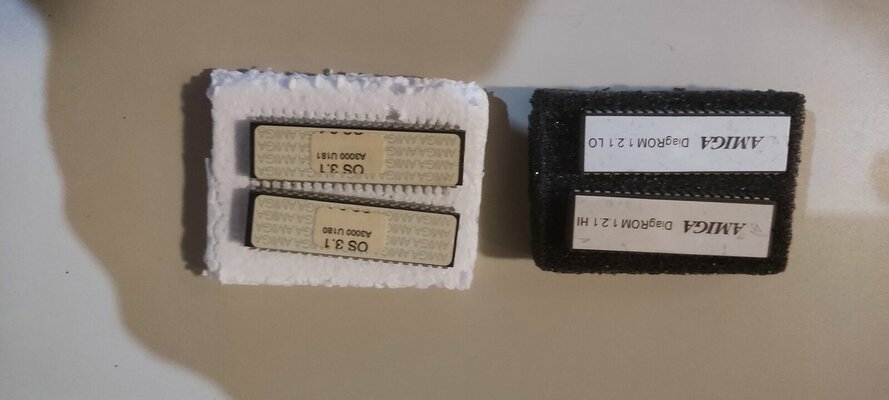 AMIGA DiagROM 1.2.1 HI
AMIGA DiagROM 1.2.1 LO
OS 3.1
A3000 U180
OS 3.1
A3000 U181